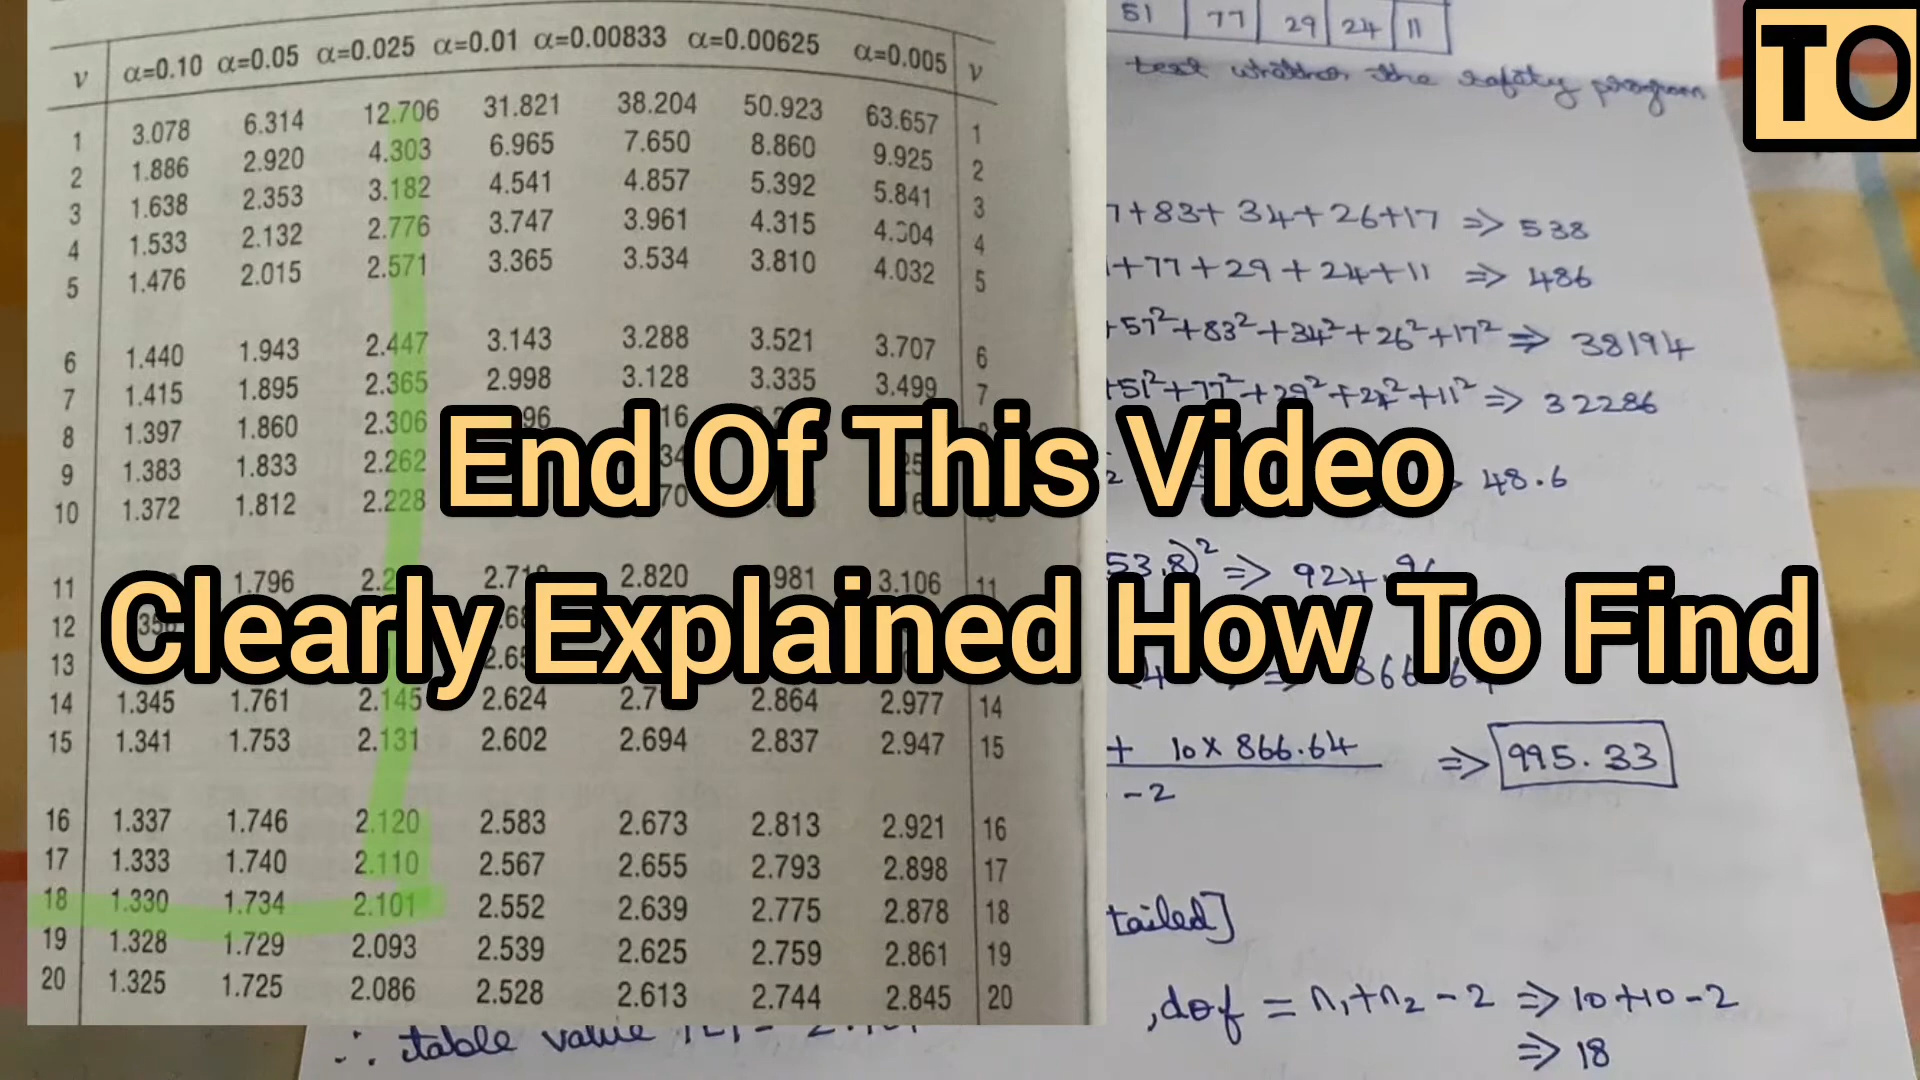 ν α=0.10 α=0.05 α=0.025 α=0.01 α=0.00833 α=0.00625 α=0.005 ν
1 3.078 6.314 12.706 31.821 38.204 50.923 63.657 1
2 1.886 2.920 4.303 6.965 7.650 8.860 9.925 2
3 1.638 2.353 3.182 4.541 4.857 5.392 5.841 3
4 1.533 2.132 2.776 3.747 3.961 4.315 4.604 4
5 1.476 2.015 2.571 3.365 3.534 3.810 4.032 5
6 1.440 1.943 2.447 3.143 3.288 3.521 3.707 6
7 1.415 1.895 2.365 2.998 3.128 3.335 3.499 7
8 1.397 1.860 2.306
9 1.383 1.833 2.262
10 1.372 1.812 2.228
11 1.796 2.820 3.106 11
12
13
14 1.345 1.761 2.145 2.624 2.864 2.977 14
15 1.341 1.753 2.131 2.602 2.694 2.837 2.947 15
16 1.337 1.746 2.120 2.583 2.673 2.813 2.921 16
17 1.333 1.740 2.110 2.567 2.655 2.793 2.898 17
18 1.330 1.734 2.101 2.552 2.639 2.775 2.878 18
19 1.328 1.729 2.093 2.539 2.625 2.759 2.861 19
20 1.325 1.725 2.086 2.528 2.613 2.744 2.845 20
51 77 29 24 11
test whether the safety program
TO
7+83+34+26+17 => 538
+77+29+24+11 => 486
+57²+83²+34²+26²+17² => 38194
+51²+77²+29²+24²+11² => 32286
48.6
53.8)² => 924.96
End Of This Video
Clearly Explained How To Find
+ 10x866.64 => 995.33
-2
tailed]
,dof = n₁+n₂-2 => 10+10-2
=> 18
∴ table value